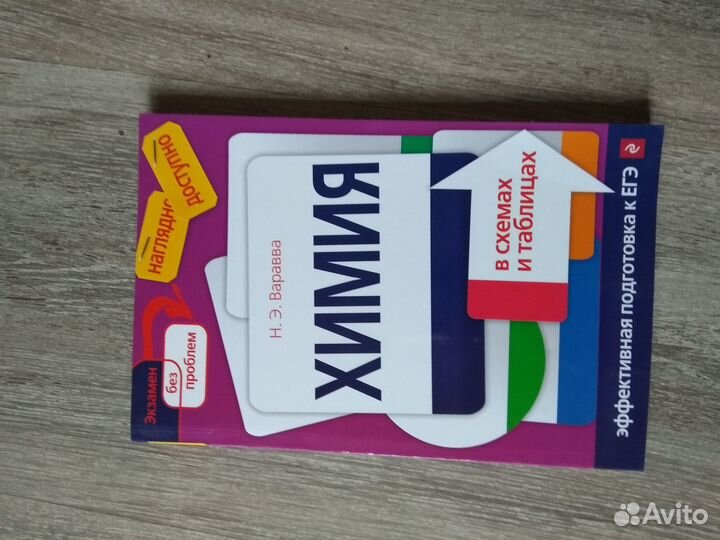 Экзамен
без
проблем
наглядно
доступно
Н. Э. Варавва
ХИМИЯ
в схемах
и таблицах
эффективная подготовка к ЕГЭ
Avito